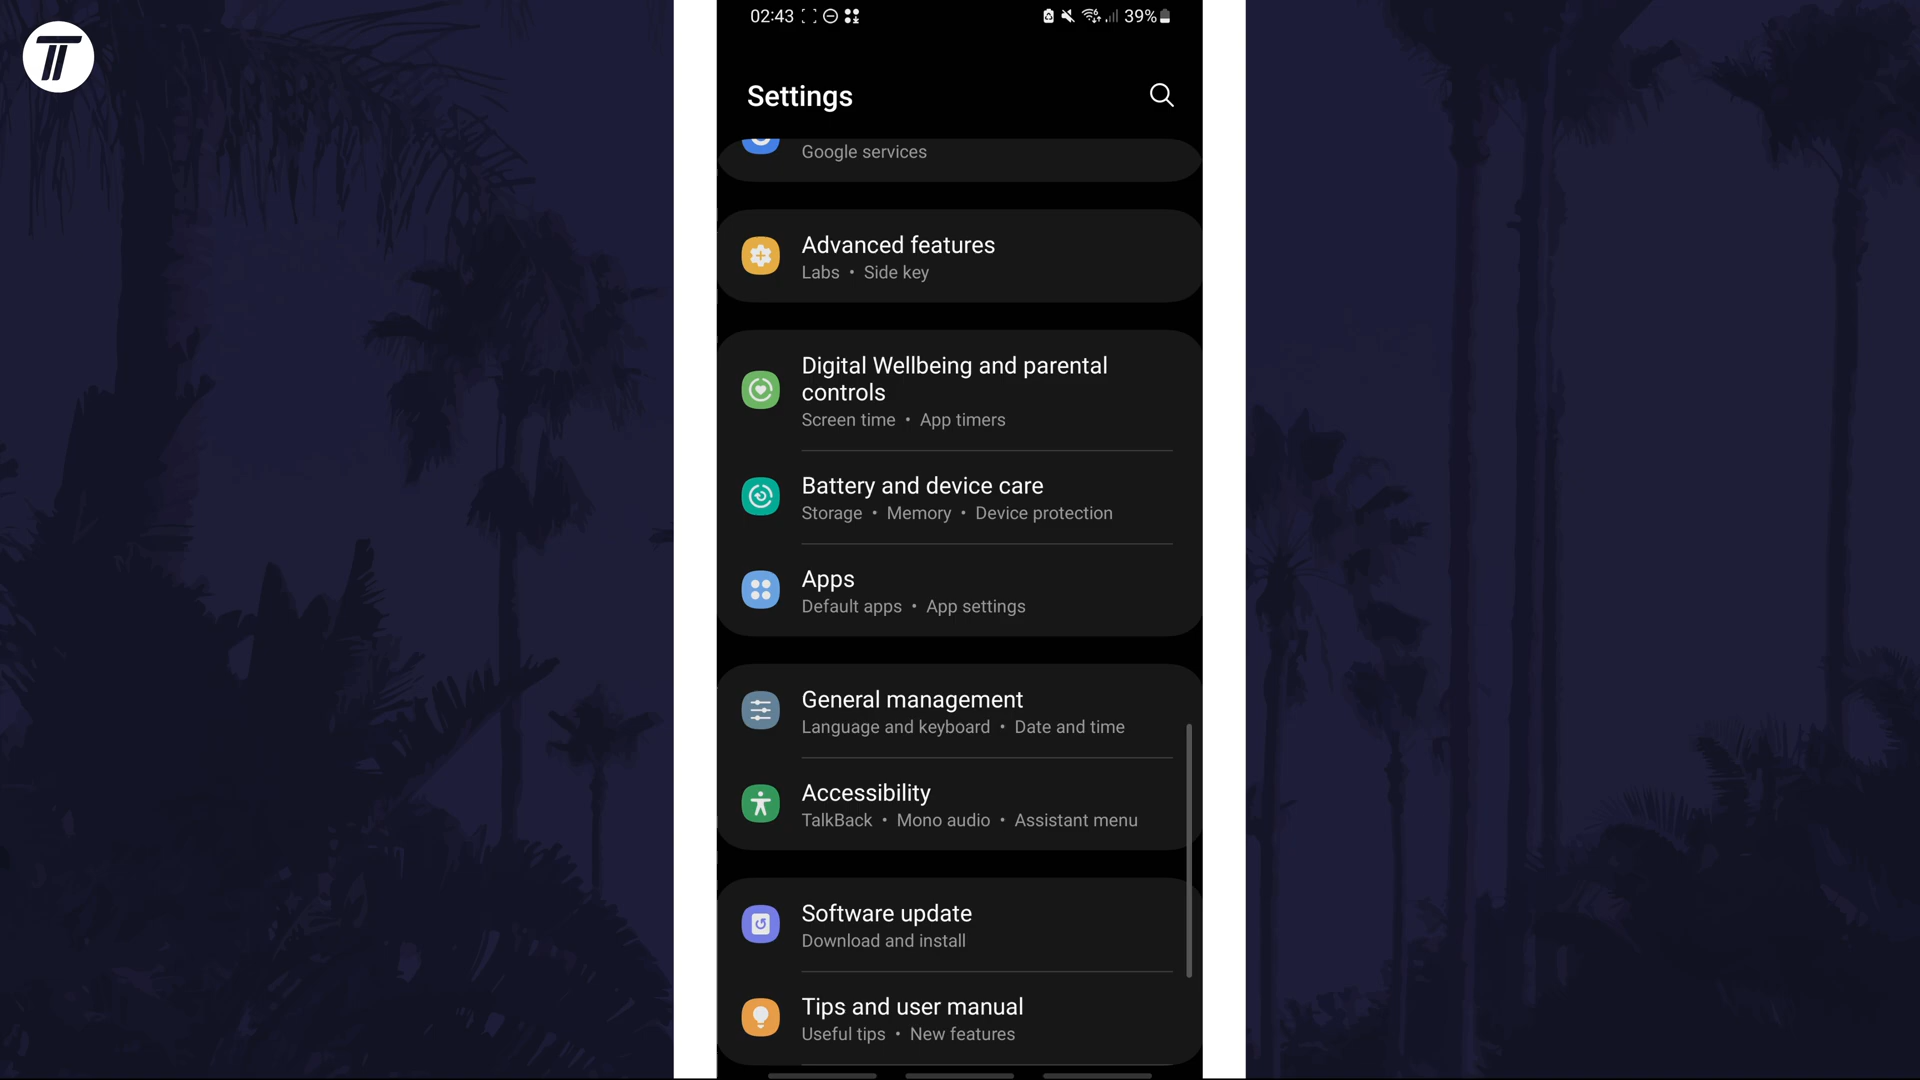 02:43
39%
Settings
Google services
Advanced features
Labs • Side key
Digital Wellbeing and parental
controls
Screen time • App timers
Battery and device care
Storage • Memory • Device protection
Apps
Default apps • App settings
General management
Language and keyboard • Date and time
Accessibility
TalkBack • Mono audio • Assistant menu
Software update
Download and install
Tips and user manual
Useful tips • New features